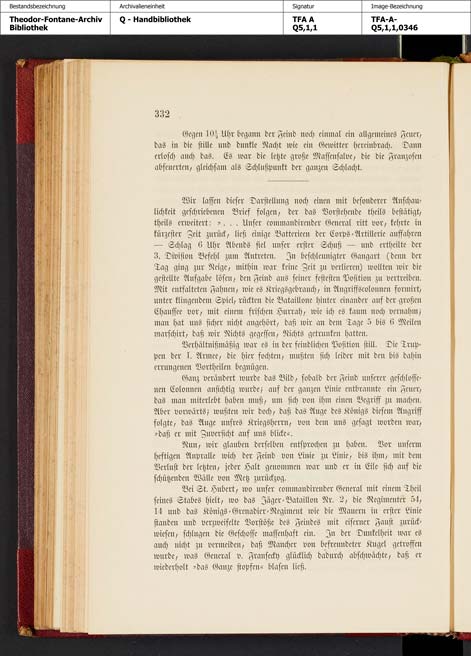 Bestandsbezeichnung
Archivalieneinheit
Signatur
Image-Bezeichnung
Theodor-Fontane-Archiv
Bibliothek
Q - Handbibliothek
TFA A
Q5,1,1
TFA-A-
Q5,1,1,0346
332
Gegen 10¼ Uhr begann der Feind noch einmal ein allgemeines Feuer,
das in die stille und dunkle Nacht wie ein Gewitter hereinbrach. Dann
erlosch auch das. Es war die letzte große Massensalve, die die Franzosen
abfeuerten, gleichsam als Schlußpunkt der ganzen Schlacht.
Wir lassen dieser Darstellung noch einen mit besonderer Anschau-
lichkeit geschriebenen Brief folgen, der das Vorstehende theils bestätigt,
theils erweitert: »... Unser commandirender General ritt vor, kehrte in
kürzester Zeit zurück, ließ einige Batterieen der Corps-Artillerie auffahren
— Schlag 6 Uhr Abends fiel unser erster Schuß — und ertheilte der
3. Division Befehl zum Antreten. In beschleunigter Gangart (denn der
Tag ging zur Neige, mithin war keine Zeit zu verlieren) wollten wir die
gestellte Aufgabe lösen, den Feind aus seiner festesten Position zu vertreiben.
Mit entfalteten Fahnen, wie es Kriegsgebrauch, in Angriffscolonnen formirt,
unter klingendem Spiel, rückten die Bataillone hinter einander auf der großen
Chaussee vor, mit einem frischen Hurrah, wie ich es kaum noch vernahm;
man hat uns sicher nicht angehört, daß wir an dem Tage 5 bis 6 Meilen
marschirt, daß wir Nichts gegessen, Nichts getrunken hatten.
Verhältnißmäßig war es in der feindlichen Position still. Die Trup-
pen der I. Armee, die hier fochten, mußten sich leider mit den bis dahin
errungenen Vortheilen begnügen.
Ganz verändert wurde das Bild, sobald der Feind unserer geschlosse-
nen Colonnen ansichtig wurde; auf der ganzen Linie entbrannte ein Feuer,
das man miterlebt haben muß, um sich von ihm einen Begriff zu machen.
Aber vorwärts; wußten wir doch, daß das Auge des Königs diesem Angriff
folgte, das Auge unsres Kriegsherrn, von dem uns gesagt worden war,
»daß er mit Zuversicht auf uns blicke«.
Nun, wir glauben derselben entsprochen zu haben. Vor unserm
heftigen Anpralle wich der Feind von Linie zu Linie, bis ihm, mit dem
Verlust der letzten, jeder Halt genommen war und er in Eile sich auf die
schützenden Wälle von Metz zurückzog.
Bei St. Hubert, wo unser commandirender General mit einem Theil
seines Stabes hielt, wo das Jäger-Bataillon Nr. 2, die Regimenter 54,
14 und das Königs-Grenadier-Regiment wie die Mauern in erster Linie
standen und verzweifelte Vorstöße des Feindes mit eiserner Faust zurück-
wiesen, schlugen die Geschosse massenhaft ein. In der Dunkelheit war es
auch nicht zu vermeiden, daß Mancher von befreundeter Kugel getroffen
wurde, was General v. Fransecky glücklich dadurch abschwächte, daß er
wiederholt »das Ganze stopfen« blasen ließ.